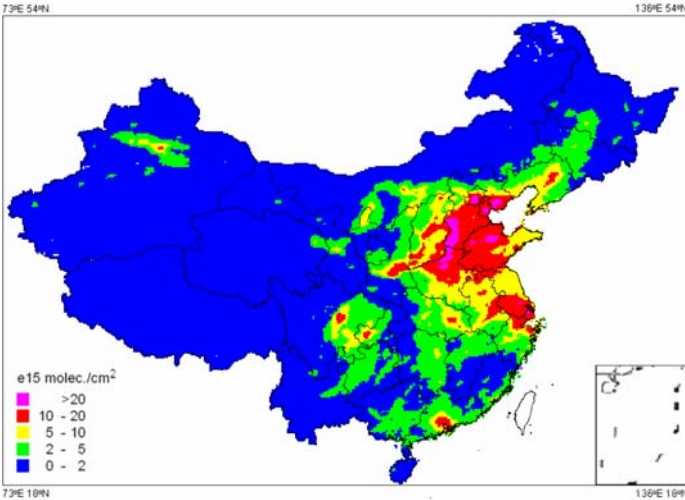 73ºE 54ºN
136ºE 54ºN
e15 molec./cm²
>20
10 - 20
5 - 10
2 - 5
0 - 2
73ºE 18ºN
136ºE 18ºN